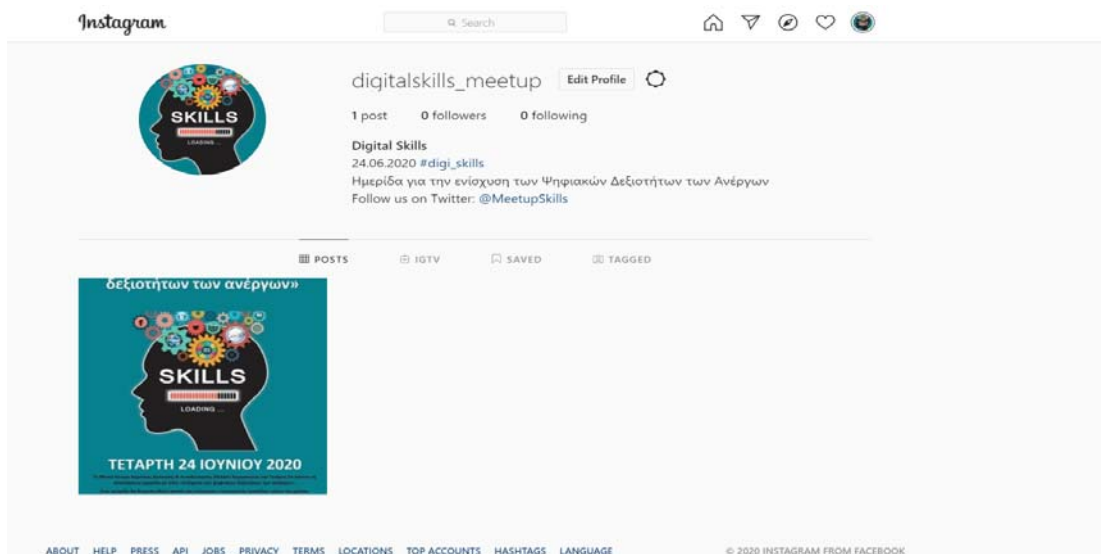 Instagram
Search
digitalskills_meetup Edit Profile
1 post 0 followers 0 following
Digital Skills
24.06.2020 #digi_skills
Ημερίδα για την ενίσχυση των Ψηφιακών Δεξιοτήτων των Ανέργων
Follow us on Twitter: @MeetupSkills
SKILLS
LOADING ...
POSTS IGTV SAVED TAGGED
δεξιοτήτων των ανέργων»
SKILLS
LOADING ...
ΤΕΤΑΡΤΗ 24 ΙΟΥΝΙΟΥ 2020
ABOUT HELP PRESS API JOBS PRIVACY TERMS LOCATIONS TOP ACCOUNTS HASHTAGS LANGUAGE
© 2020 INSTAGRAM FROM FACEBOOK